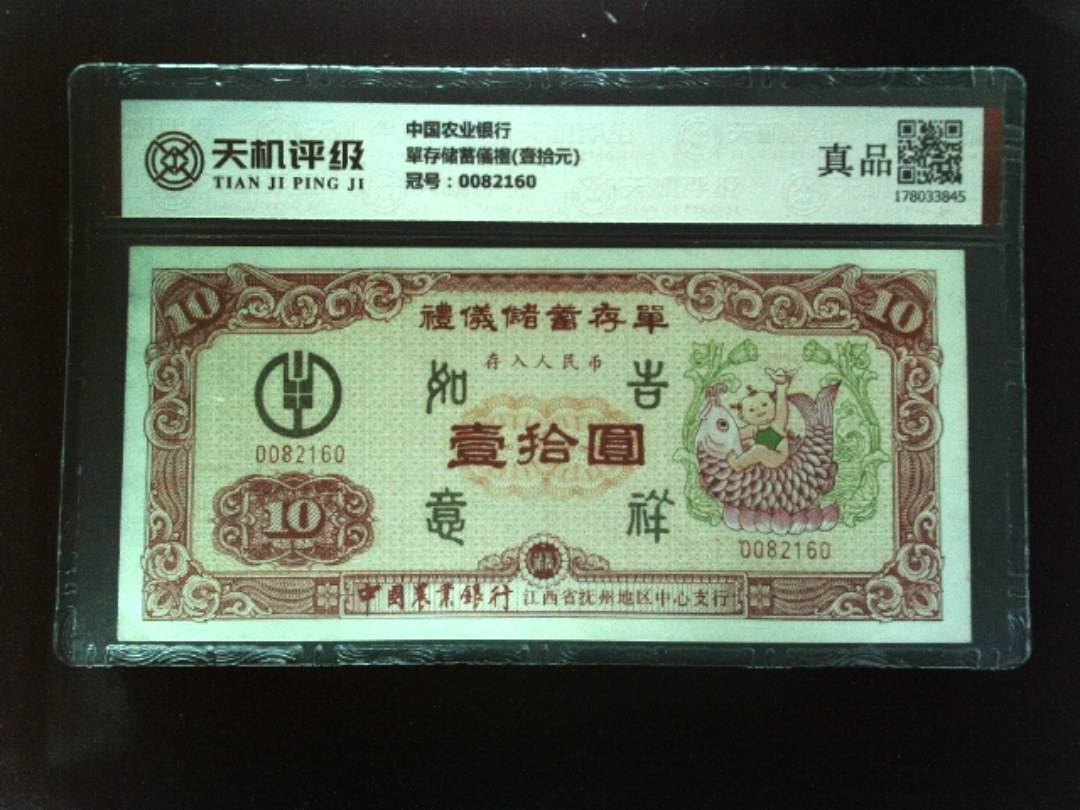 天机评级
TIAN JI PING JI
中国农业银行
單存储蓄儀禮(壹拾元)
冠号：0082160
真品
178033845
10
10
禮儀儲蓄存單
存入人民币
如 吉
壹拾圓
意 祥
0082160
10
0082160
中國農業銀行 江西省抚州地区中心支行